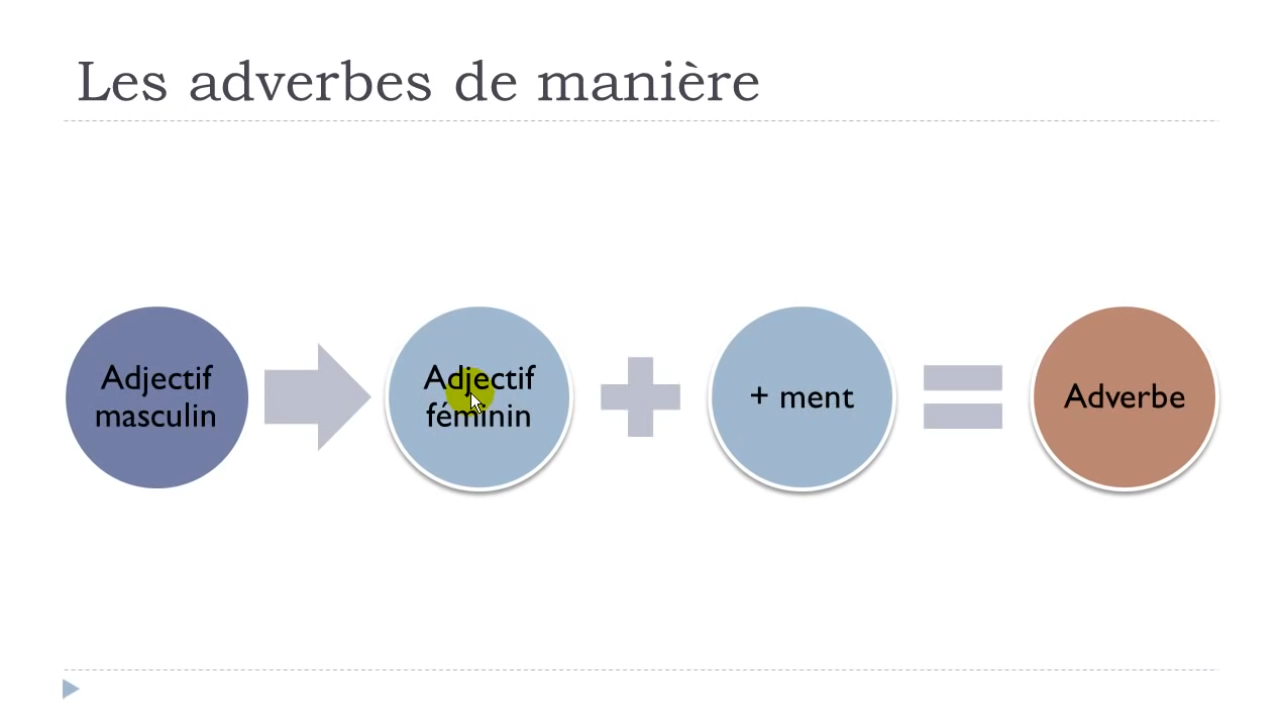 Les adverbes de manière
Adjectif
masculin
Adjectif
féminin
+ ment
Adverbe